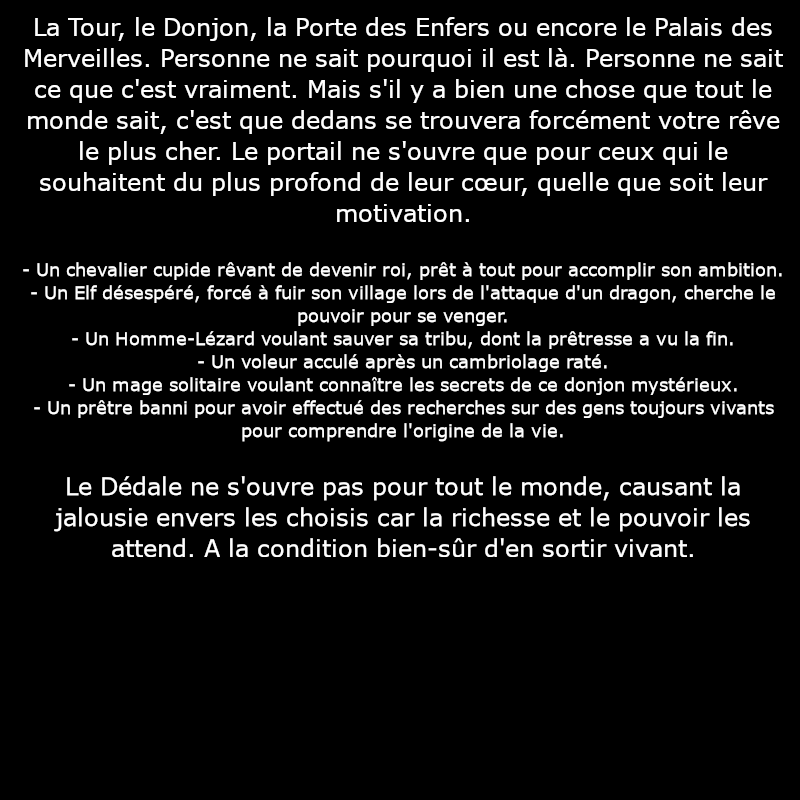 La Tour, le Donjon, la Porte des Enfers ou encore le Palais des
Merveilles. Personne ne sait pourquoi il est là. Personne ne sait
ce que c'est vraiment. Mais s'il y a bien une chose que tout le
monde sait, c'est que dedans se trouvera forcément votre rêve
le plus cher. Le portail ne s'ouvre que pour ceux qui le
souhaitent du plus profond de leur cœur, quelle que soit leur
motivation.
- Un chevalier cupide rêvant de devenir roi, prêt à tout pour accomplir son ambition.
- Un Elf désespéré, forcé à fuir son village lors de l'attaque d'un dragon, cherche le
pouvoir pour se venger.
- Un Homme-Lézard voulant sauver sa tribu, dont la prêtresse a vu la fin.
- Un voleur acculé après un cambriolage raté.
- Un mage solitaire voulant connaître les secrets de ce donjon mystérieux.
- Un prêtre banni pour avoir effectué des recherches sur des gens toujours vivants
pour comprendre l'origine de la vie.
Le Dédale ne s'ouvre pas pour tout le monde, causant la
jalousie envers les choisis car la richesse et le pouvoir les
attend. A la condition bien-sûr d'en sortir vivant.